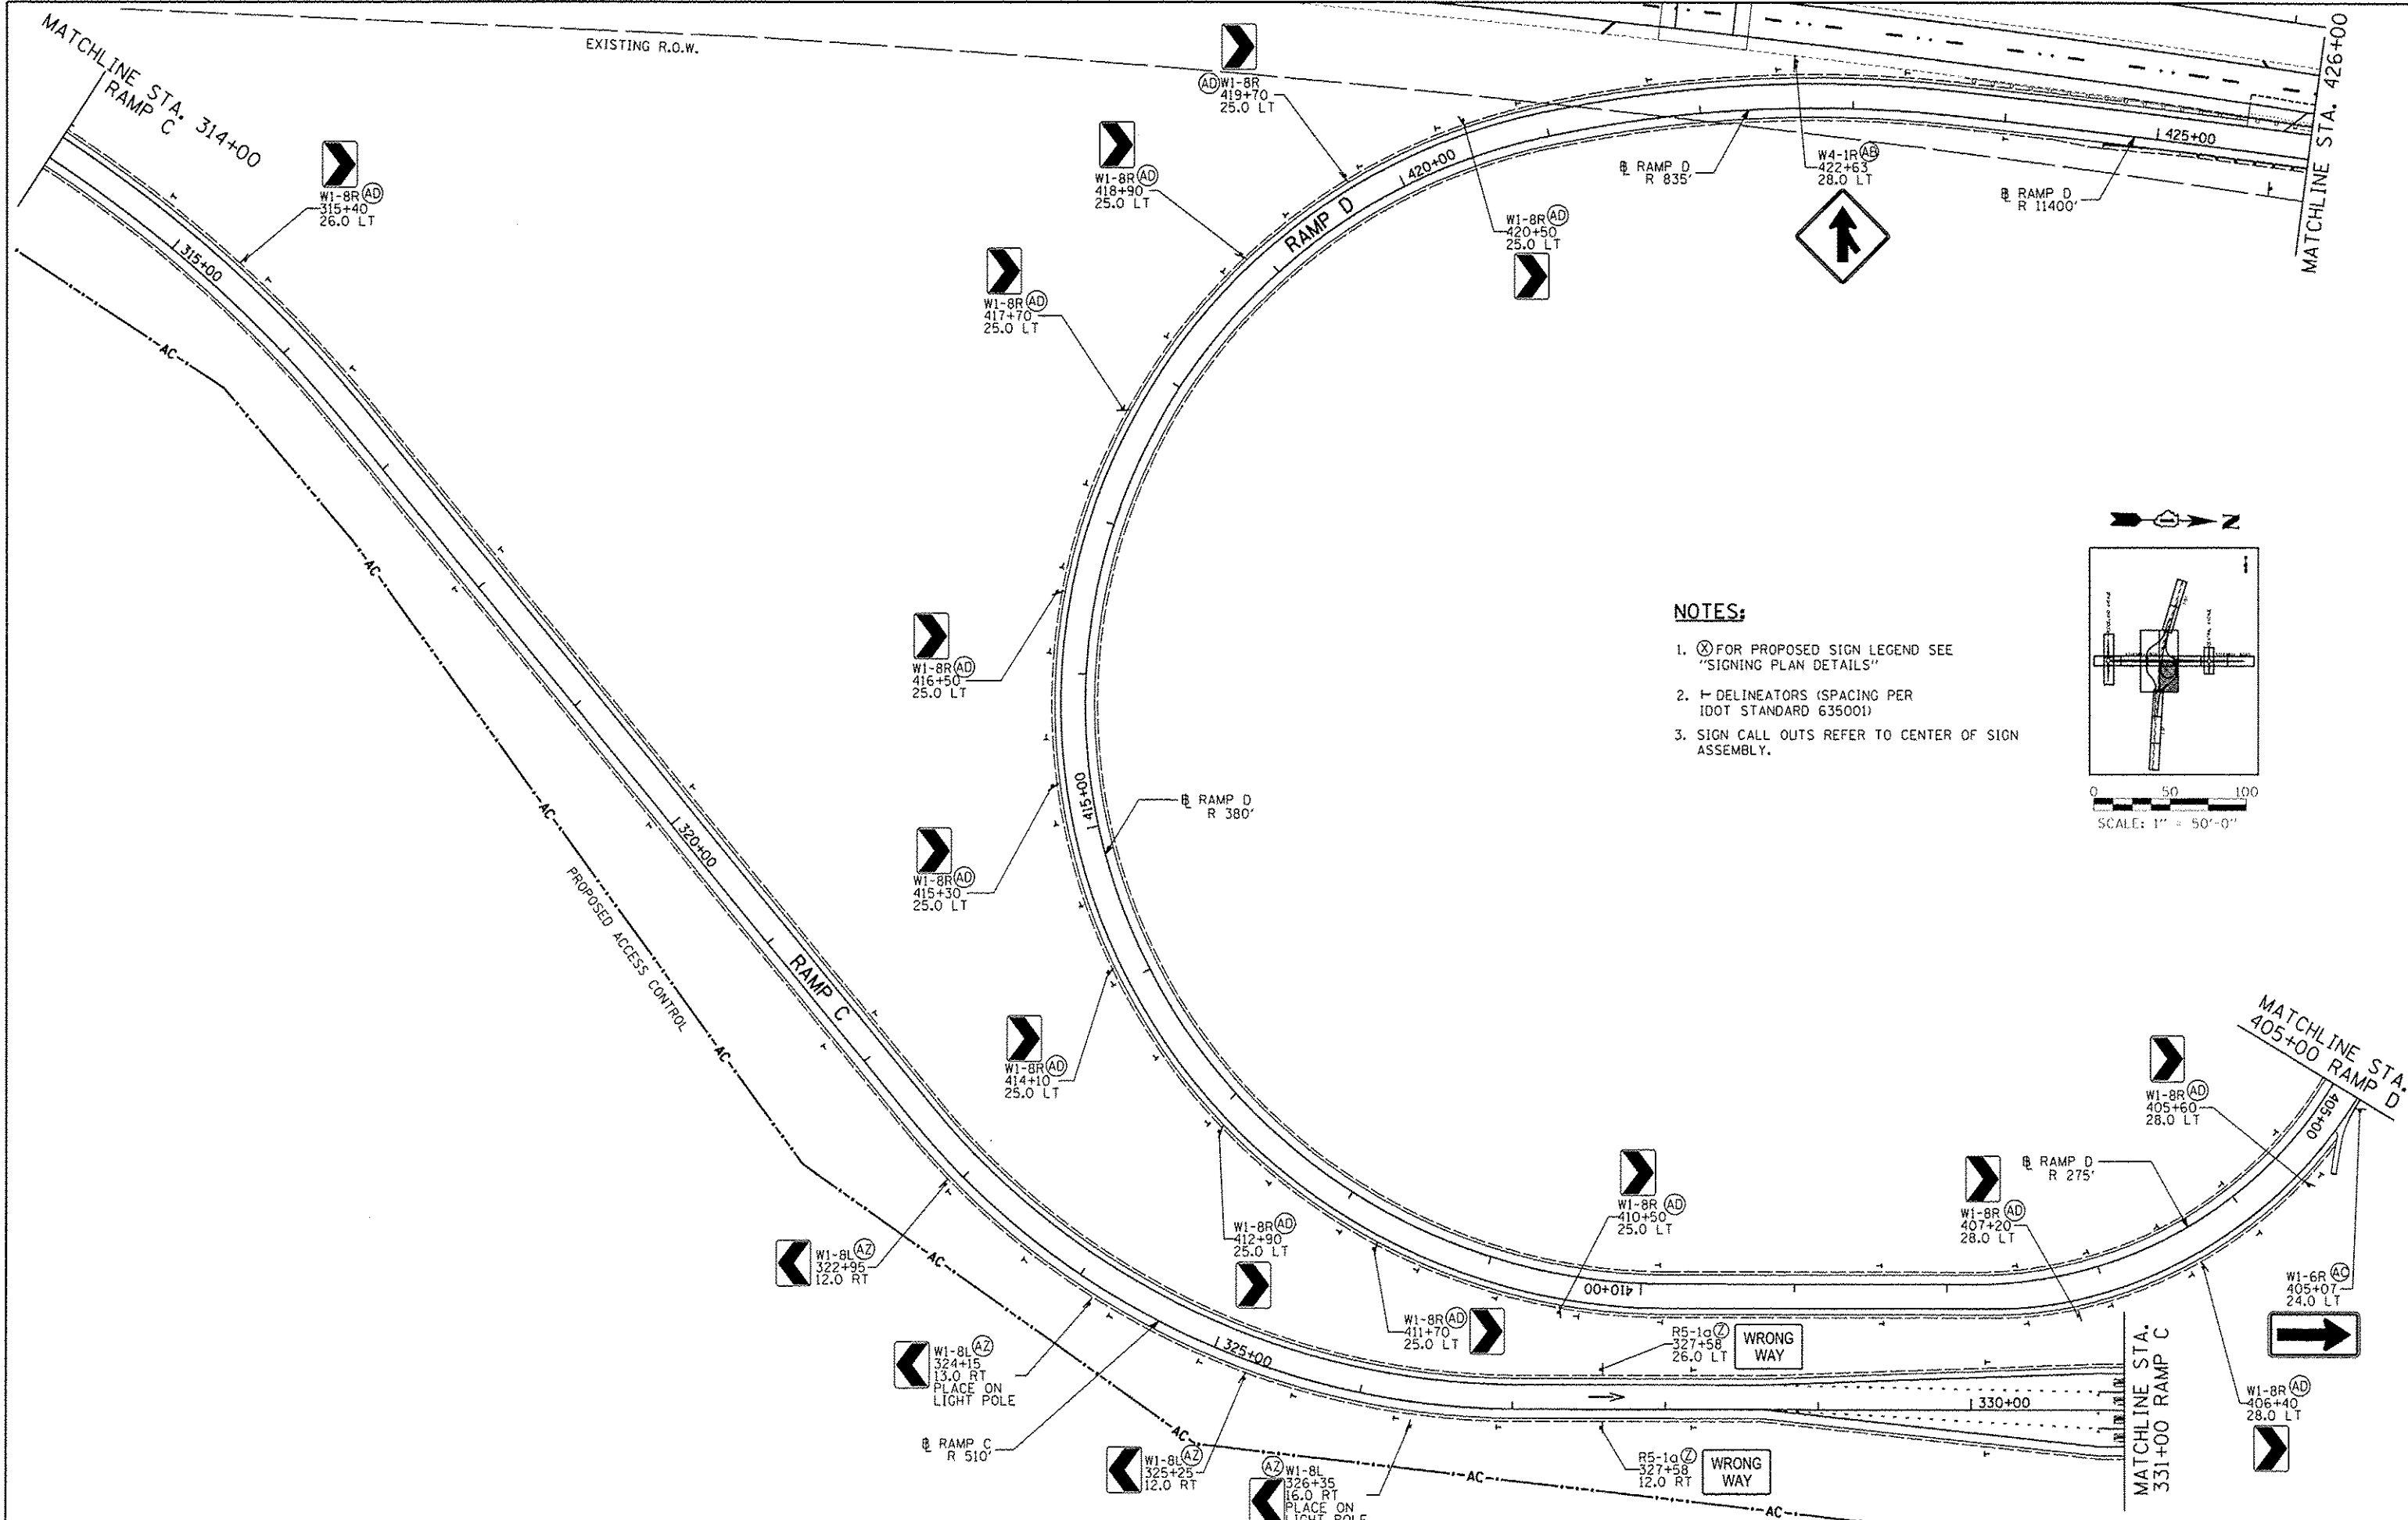 MATCHLINE STA. 314+00
RAMP C
EXISTING R.O.W.
W1-8R AD
315+40
26.0 LT
315+00
AD W1-8R
419+70
25.0 LT
W1-8R AD
418+90
25.0 LT
W1-8R AD
417+70
25.0 LT
RAMP D
420+00
W1-8R AD
420+50
25.0 LT
B RAMP D
R 835'
W4-1R AB
422+63
28.0 LT
B RAMP D
R 11400'
425+00
MATCHLINE STA. 426+00
W1-8R AD
416+50
25.0 LT
N
NOTES:
1. X FOR PROPOSED SIGN LEGEND SEE
"SIGNING PLAN DETAILS"
2. DELINEATORS (SPACING PER
IDOT STANDARD 635001)
3. SIGN CALL OUTS REFER TO CENTER OF SIGN
ASSEMBLY.
0 50 100
SCALE: 1" = 50'-0"
415+00
B RAMP D
R 380'
W1-8R AD
415+30
25.0 LT
AC
AC
AC
320+00
PROPOSED ACCESS CONTROL
RAMP C
AC
W1-8R AD
414+10
25.0 LT
MATCHLINE STA.
405+00 RAMP D
405+00
W1-8R AD
405+60
28.0 LT
B RAMP D
R 275'
W1-8R AD
410+50
25.0 LT
W1-8R AD
407+20
28.0 LT
W1-8R AD
412+90
25.0 LT
W1-8L AZ
322+95
12.0 RT
AC
410+00
W1-6R AC
405+07
24.0 LT
W1-8R AD
411+70
25.0 LT
R5-1a Z
327+58
26.0 LT
WRONG
WAY
W1-8L AZ
324+15
13.0 RT
PLACE ON
LIGHT POLE
325+00
330+00
MATCHLINE STA.
331+00 RAMP C
W1-8R AD
406+40
28.0 LT
B RAMP C
R 510'
AC
W1-8L AZ
325+25
12.0 RT
AZ W1-8L
326+35
16.0 RT
PLACE ON
LIGHT POLE
AC
R5-1a Z
327+58
12.0 RT
WRONG
WAY
AC